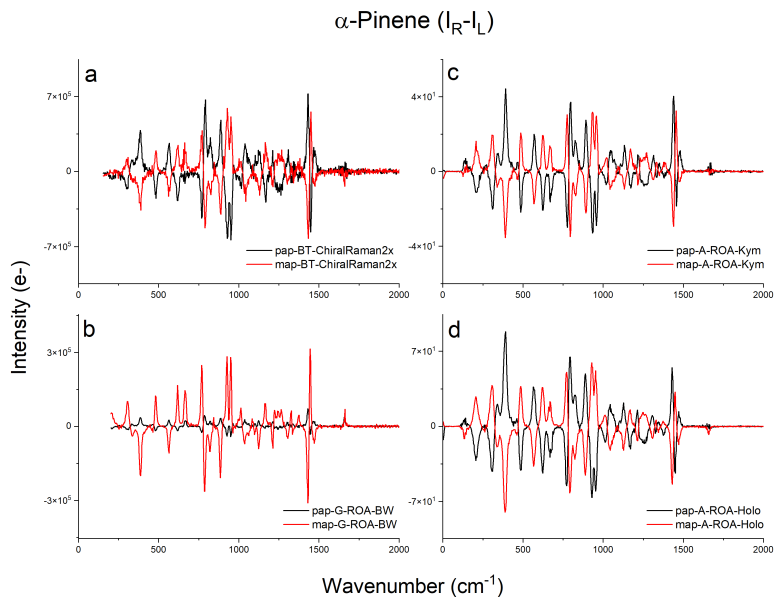 α-Pinene (I_R-I_L)
a
7×10⁵
0
-7×10⁵
pap-BT-ChiralRaman2x
map-BT-ChiralRaman2x
0 500 1000 1500 2000
c
4×10¹
0
-4×10¹
pap-A-ROA-Kym
map-A-ROA-Kym
0 500 1000 1500 2000
b
3×10⁵
0
-3×10⁵
pap-G-ROA-BW
map-G-ROA-BW
0 500 1000 1500 2000
d
7×10¹
0
-7×10¹
pap-A-ROA-Holo
map-A-ROA-Holo
0 500 1000 1500 2000
Intensity (e-)
Wavenumber (cm⁻¹)